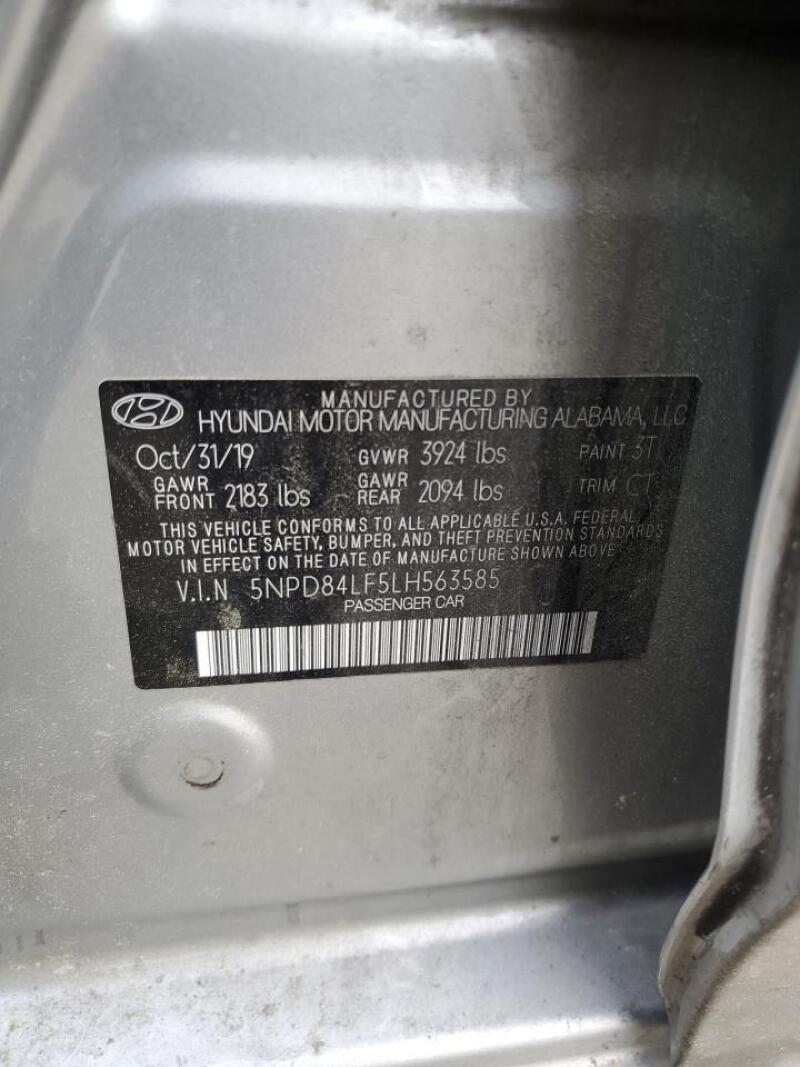 MANUFACTURED BY
HYUNDAI MOTOR MANUFACTURING ALABAMA, LLC
Oct/31/19 GVWR 3924 lbs PAINT 3T
GAWR FRONT 2183 lbs GAWR REAR 2094 lbs TRIM CT
THIS VEHICLE CONFORMS TO ALL APPLICABLE U.S.A. FEDERAL
MOTOR VEHICLE SAFETY, BUMPER, AND THEFT PREVENTION STANDARDS
IN EFFECT ON THE DATE OF MANUFACTURE SHOWN ABOVE.
V.I.N 5NPD84LF5LH563585
PASSENGER CAR